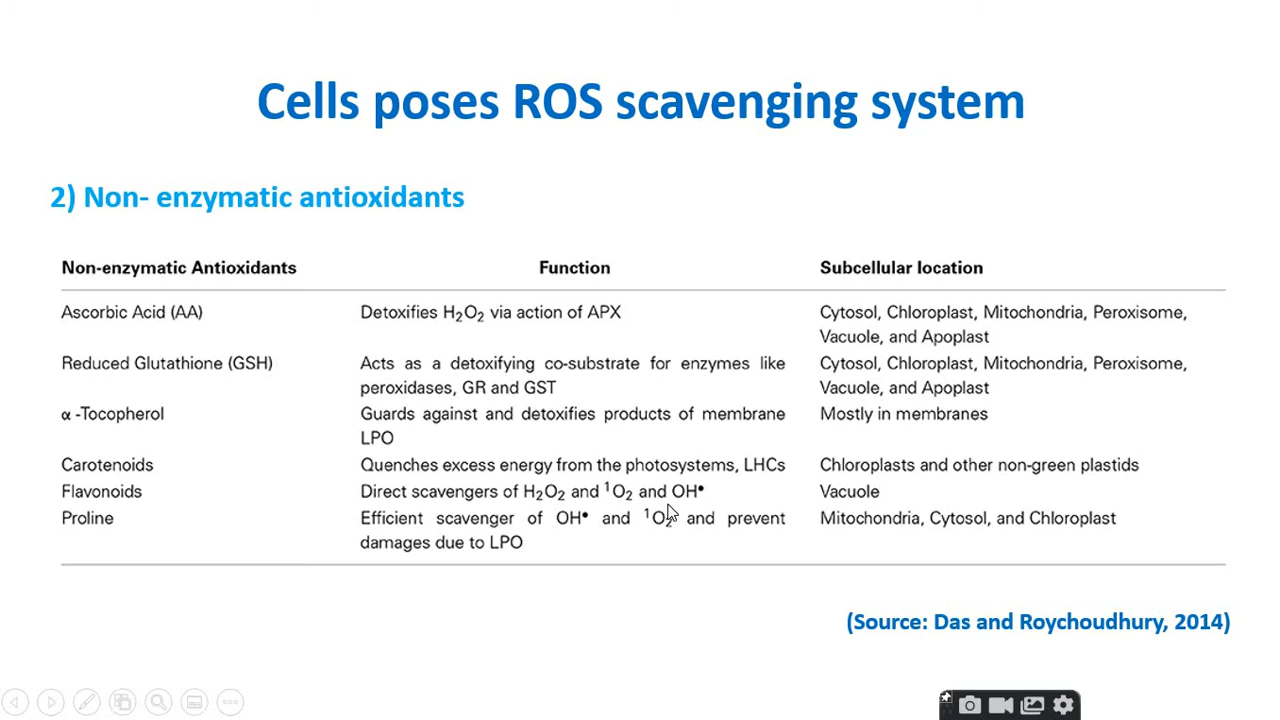 Cells poses ROS scavenging system
2) Non- enzymatic antioxidants
Non-enzymatic Antioxidants Function Subcellular location
Ascorbic Acid (AA) Detoxifies H₂O₂ via action of APX Cytosol, Chloroplast, Mitochondria, Peroxisome,
Vacuole, and Apoplast
Reduced Glutathione (GSH) Acts as a detoxifying co-substrate for enzymes like Cytosol, Chloroplast, Mitochondria, Peroxisome,
peroxidases, GR and GST Vacuole, and Apoplast
α -Tocopherol Guards against and detoxifies products of membrane Mostly in membranes
LPO
Carotenoids Quenches excess energy from the photosystems, LHCs Chloroplasts and other non-green plastids
Flavonoids Direct scavengers of H₂O₂ and ¹O₂ and OH• Vacuole
Proline Efficient scavenger of OH• and ¹O₂ and prevent Mitochondria, Cytosol, and Chloroplast
damages due to LPO
(Source: Das and Roychoudhury, 2014)